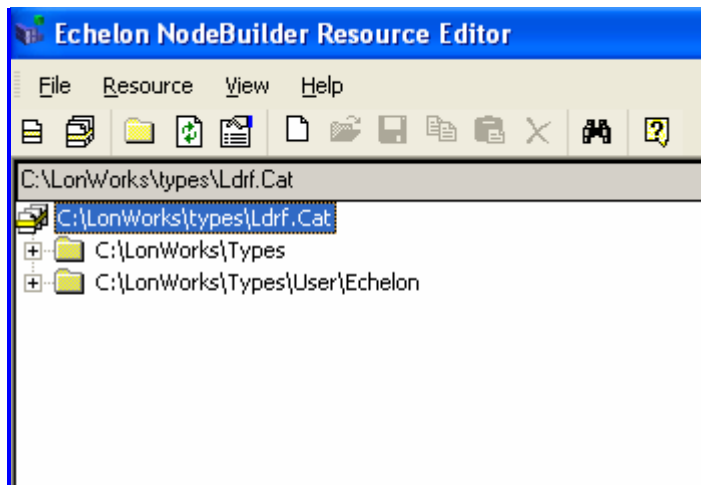 Echelon NodeBuilder Resource Editor
File Resource View Help
C:\LonWorks\types\Ldrf.Cat
C:\LonWorks\types\Ldrf.Cat
C:\LonWorks\Types
C:\LonWorks\Types\User\Echelon